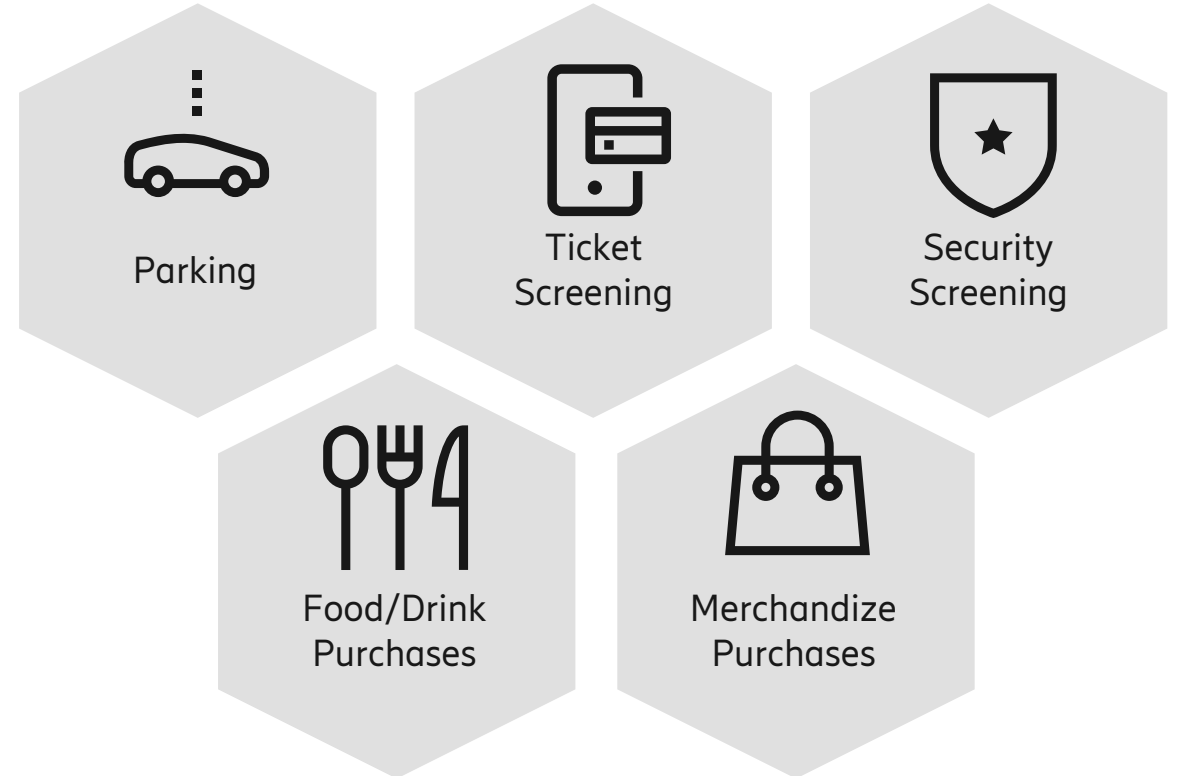 Parking
Ticket
Screening
Security
Screening
Food/Drink
Purchases
Merchandize
Purchases